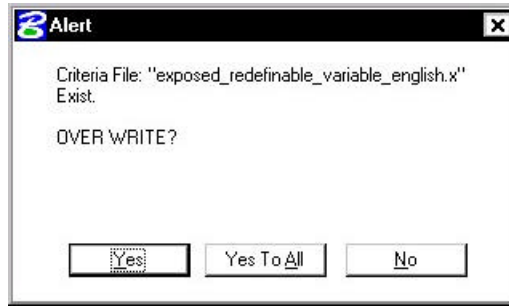 Alert
Criteria File: "exposed_redefinable_variable_english.x"
Exist.
OVER WRITE?
Yes
Yes To All
No